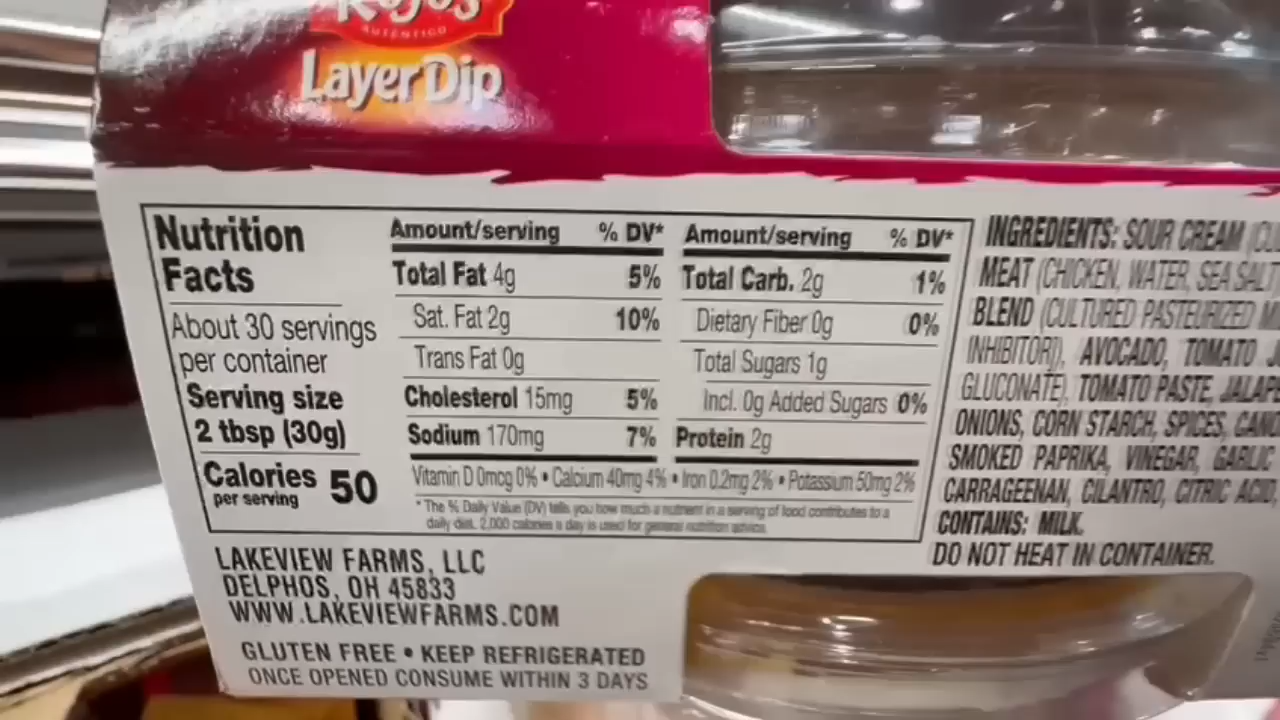 Rojo's
AUTENTICO
Layer Dip
Nutrition
Facts
About 30 servings
per container
Serving size
2 tbsp (30g)
Calories 50
per serving
Amount/serving % DV*
Total Fat 4g 5%
Sat. Fat 2g 10%
Trans Fat 0g
Cholesterol 15mg 5%
Sodium 170mg 7%
Amount/serving % DV*
Total Carb. 2g 1%
Dietary Fiber 0g 0%
Total Sugars 1g
Incl. 0g Added Sugars 0%
Protein 2g
Vitamin D 0mcg 0% • Calcium 40mg 4% • Iron 0.2mg 2% • Potassium 50mg 2%
* The % Daily Value (DV) tells you how much a nutrient in a serving of food contributes to a
daily diet. 2,000 calories a day is used for general nutrition advice.
INGREDIENTS: SOUR CREAM
MEAT (CHICKEN, WATER, SEA SALT
BLEND (CULTURED PASTEURIZED
INHIBITOR), AVOCADO, TOMATO
GLUCONATE), TOMATO PASTE,
ONIONS, CORN STARCH, SPICES,
SMOKED PAPRIKA, VINEGAR, GARLIC
CARRAGEENAN, CILANTRO, CITRIC ACID,
CONTAINS: MILK.
DO NOT HEAT IN CONTAINER.
LAKEVIEW FARMS, LLC
DELPHOS, OH 45833
WWW.LAKEVIEWFARMS.COM
GLUTEN FREE • KEEP REFRIGERATED
ONCE OPENED CONSUME WITHIN 3 DAYS